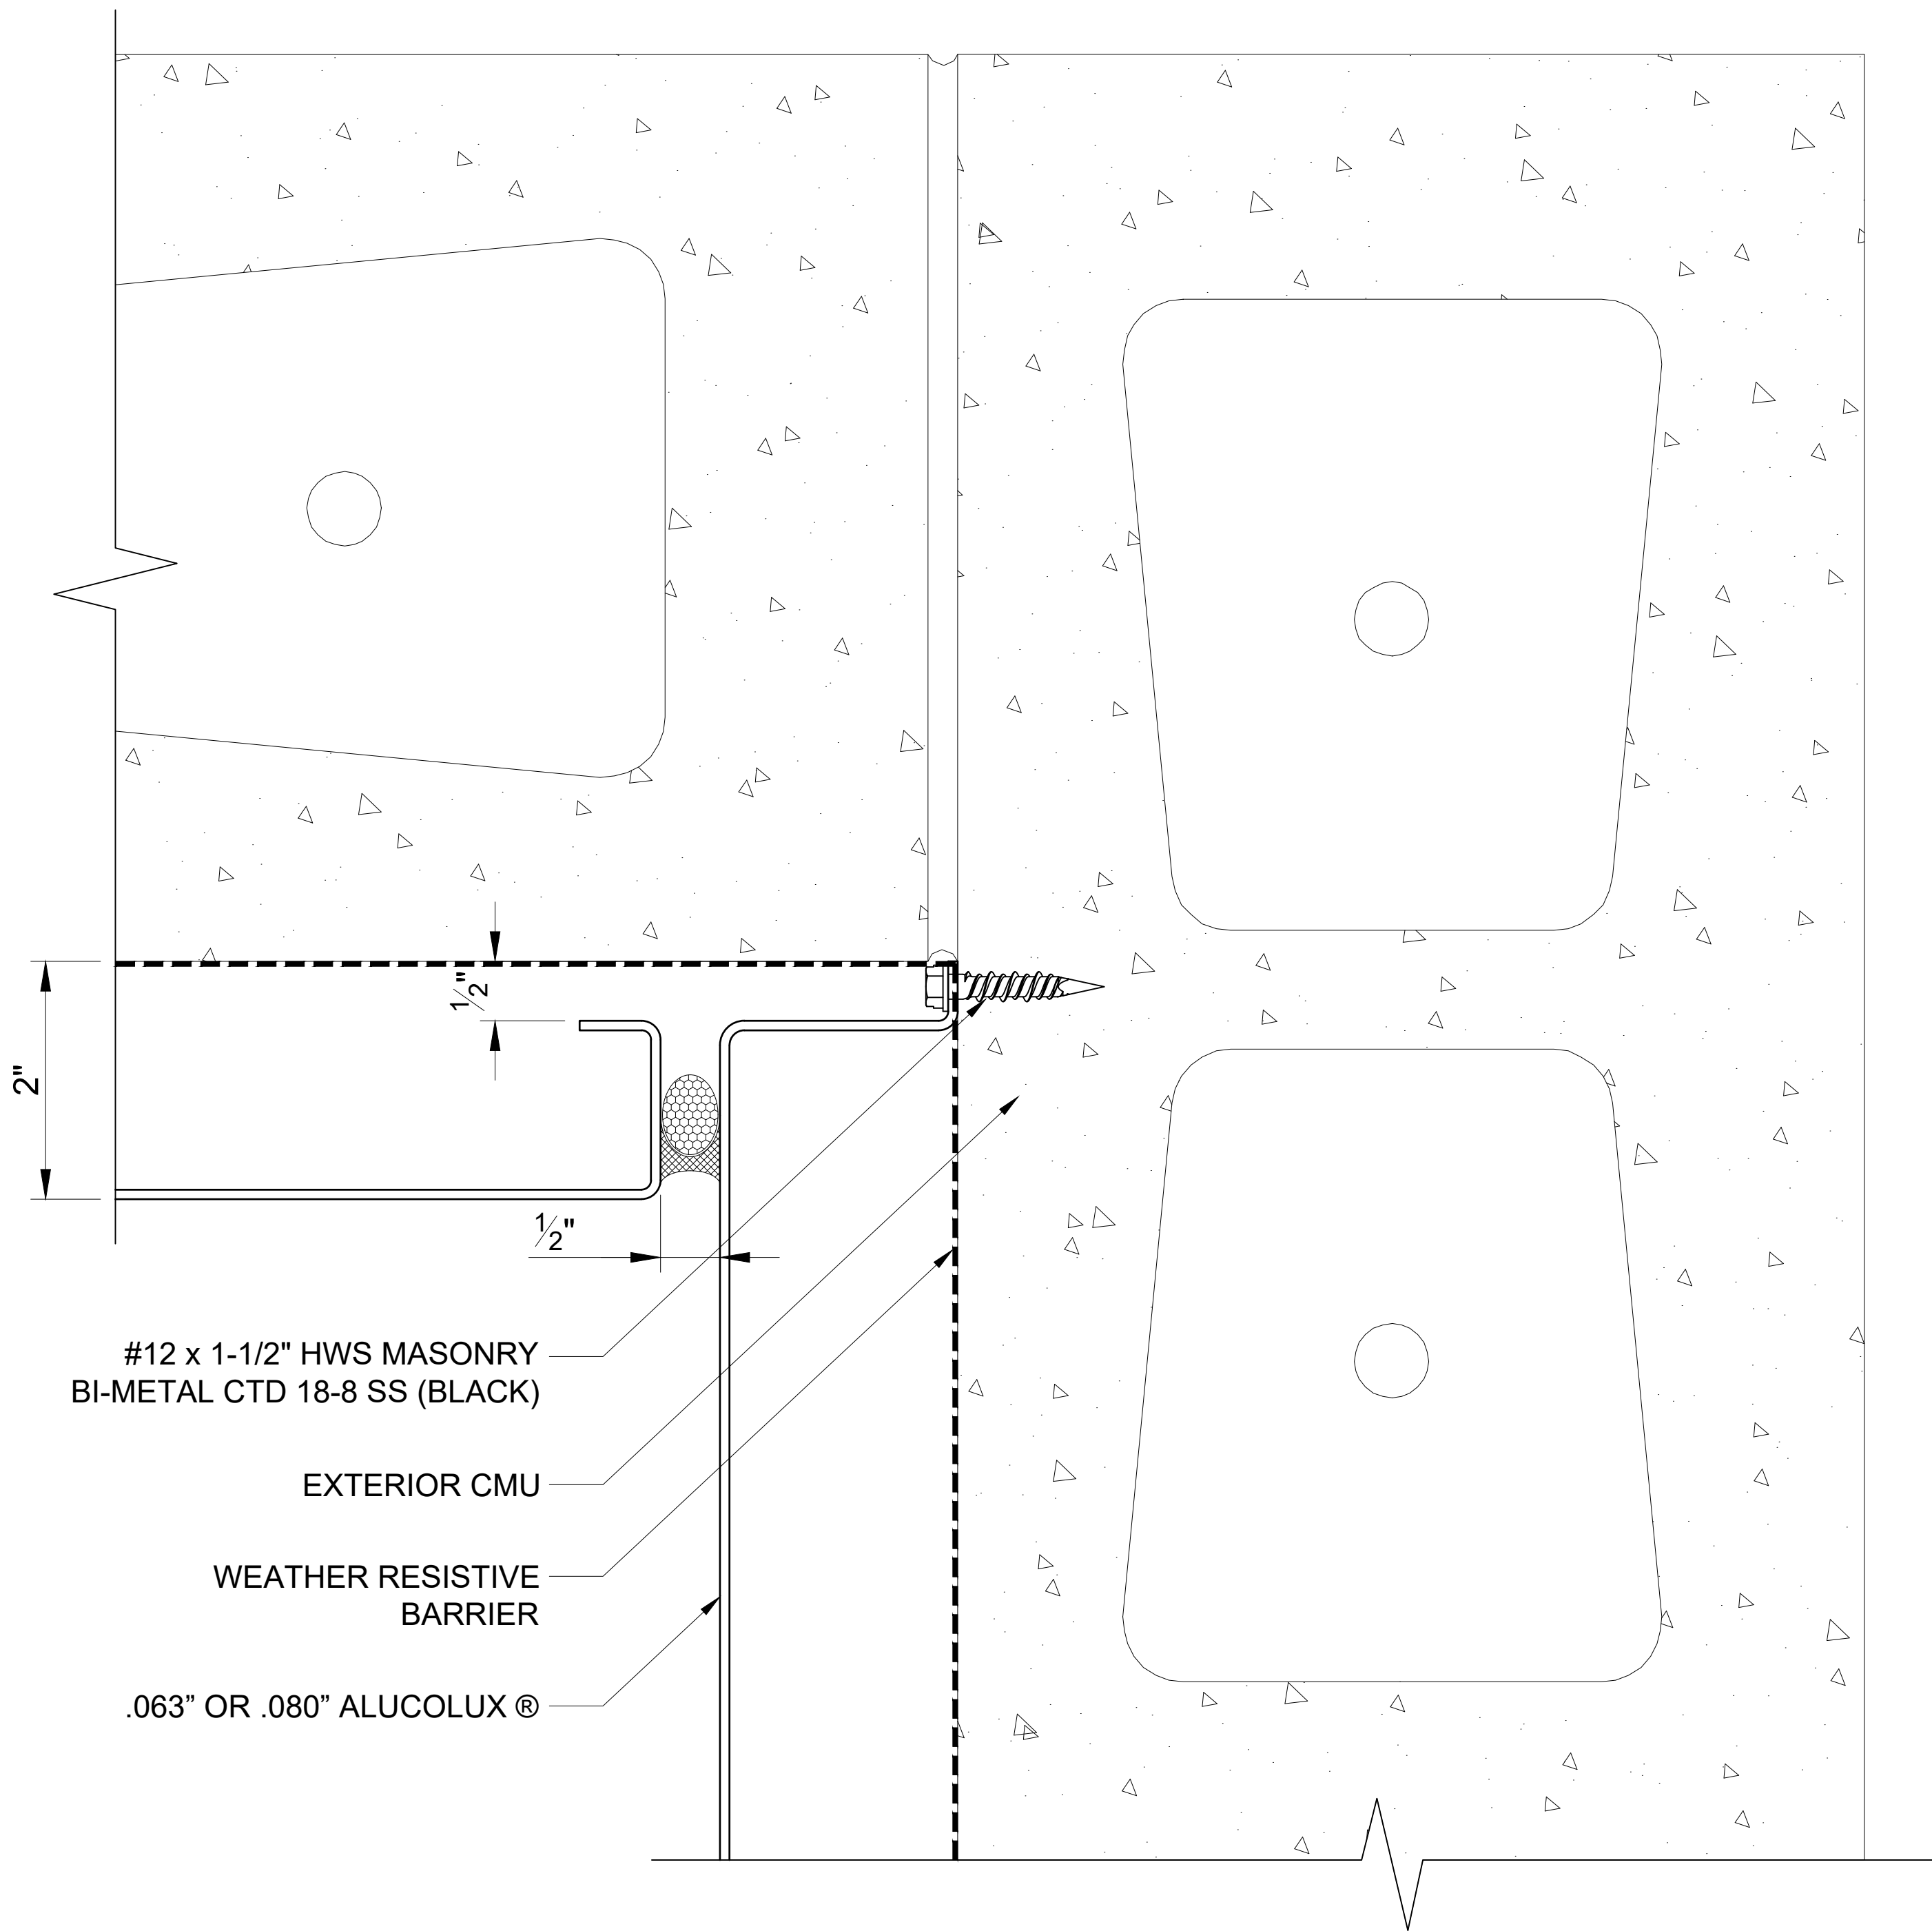 1/2"
2"
1/2"
#12 x 1-1/2" HWS MASONRY
BI-METAL CTD 18-8 SS (BLACK)
EXTERIOR CMU
WEATHER RESISTIVE
BARRIER
.063” OR .080” ALUCOLUX ®